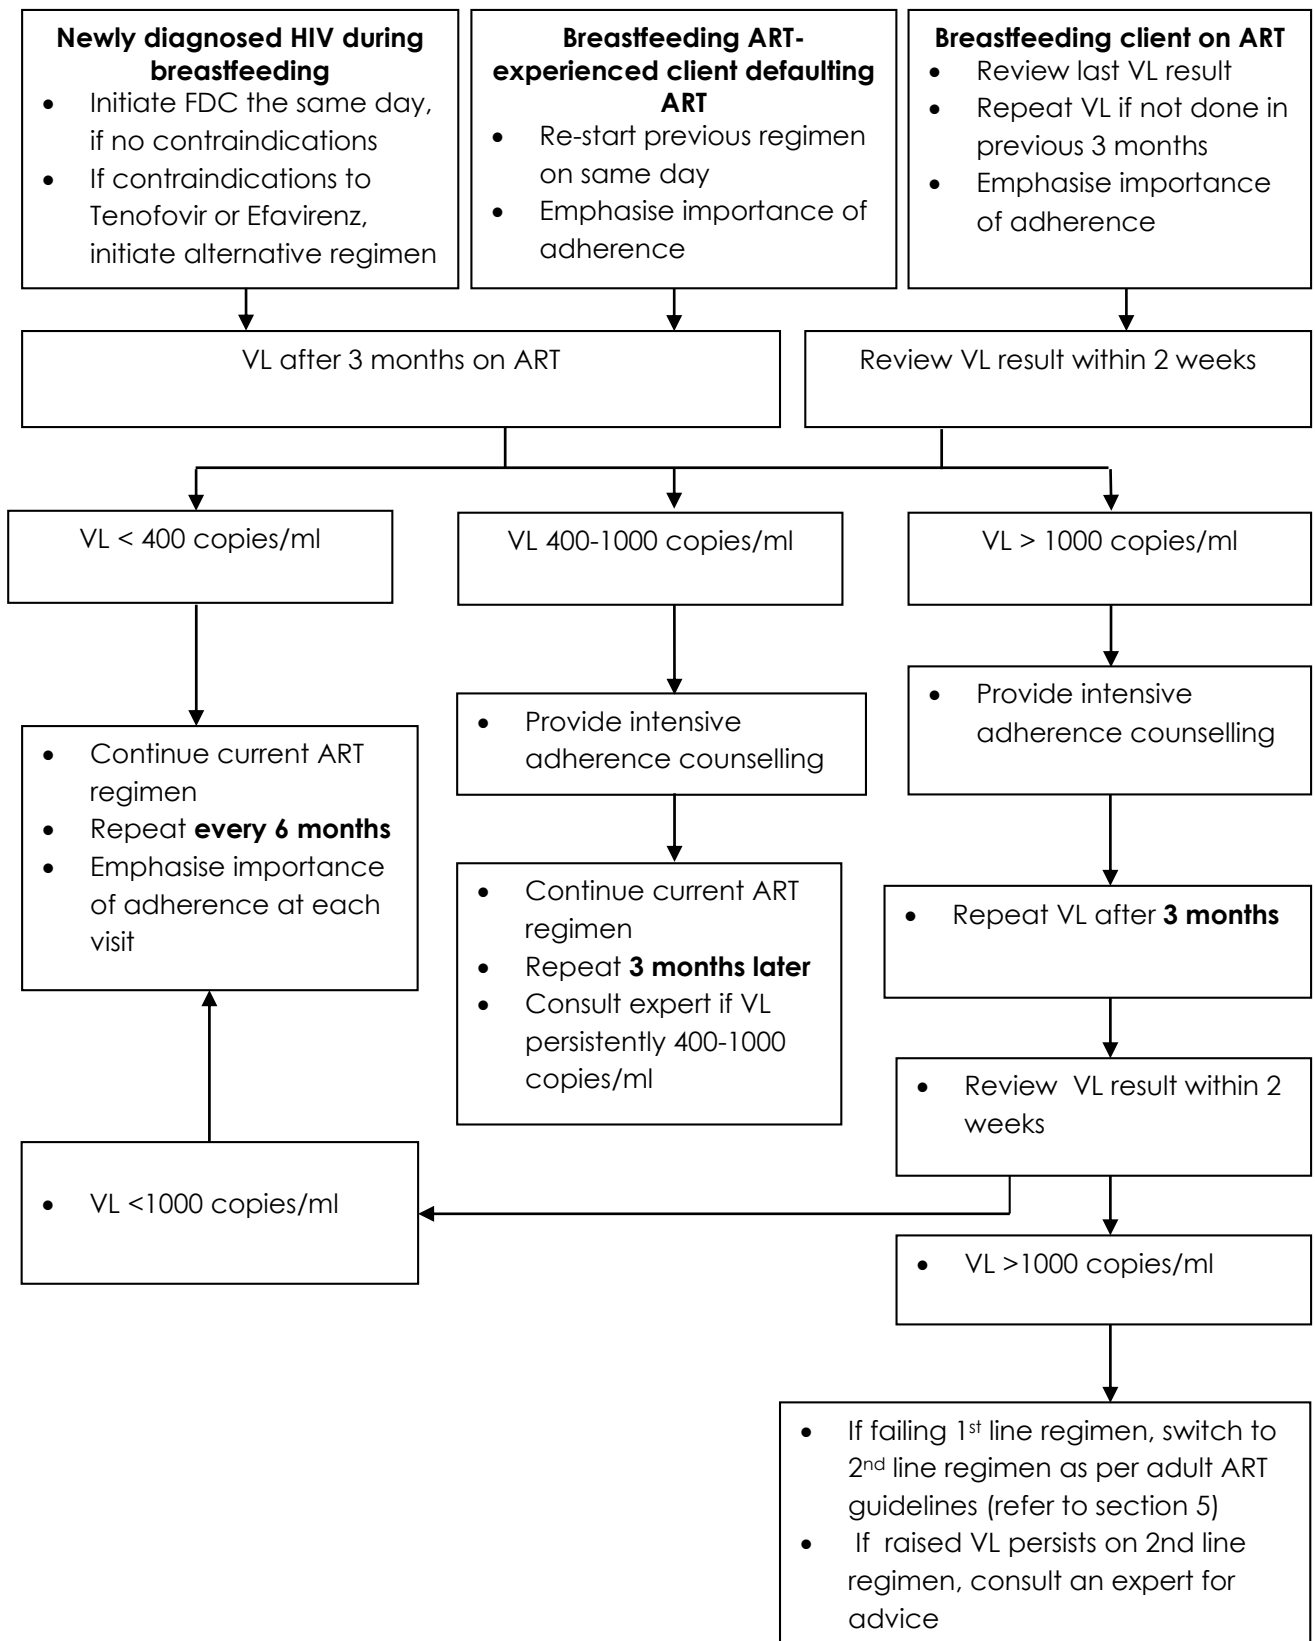 Newly diagnosed HIV during
breastfeeding
• Initiate FDC the same day,
if no contraindications
• If contraindications to
Tenofovir or Efavirenz,
initiate alternative regimen
Breastfeeding ART-
experienced client defaulting
ART
• Re-start previous regimen
on same day
• Emphasise importance of
adherence
Breastfeeding client on ART
• Review last VL result
• Repeat VL if not done in
previous 3 months
• Emphasise importance
of adherence
VL after 3 months on ART
Review VL result within 2 weeks
VL < 400 copies/ml
VL 400-1000 copies/ml
VL > 1000 copies/ml
• Continue current ART
regimen
• Repeat every 6 months
• Emphasise importance
of adherence at each
visit
• Provide intensive
adherence counselling
• Continue current ART
regimen
• Repeat 3 months later
• Consult expert if VL
persistently 400-1000
copies/ml
• Provide intensive
adherence counselling
• Repeat VL after 3 months
• Review VL result within 2
weeks
• VL <1000 copies/ml
• VL >1000 copies/ml
• If failing 1st line regimen, switch to
2nd line regimen as per adult ART
guidelines (refer to section 5)
• If raised VL persists on 2nd line
regimen, consult an expert for
advice